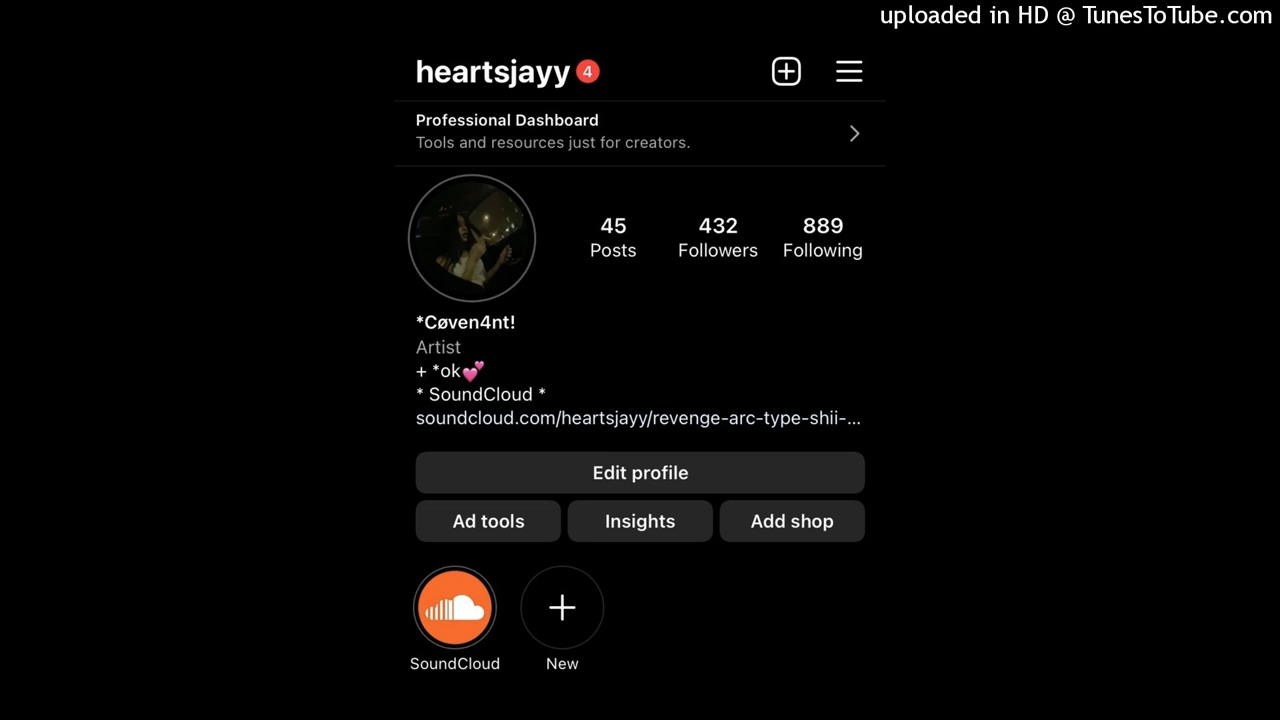 uploaded in HD @ TunesToTube.com
heartsjayy 4
Professional Dashboard
Tools and resources just for creators.
45 432 889
Posts Followers Following
*Cøven4nt!
Artist
+ *ok💕
* SoundCloud *
soundcloud.com/heartsjayy/revenge-arc-type-shii-...
Edit profile
Ad tools Insights Add shop
SoundCloud New